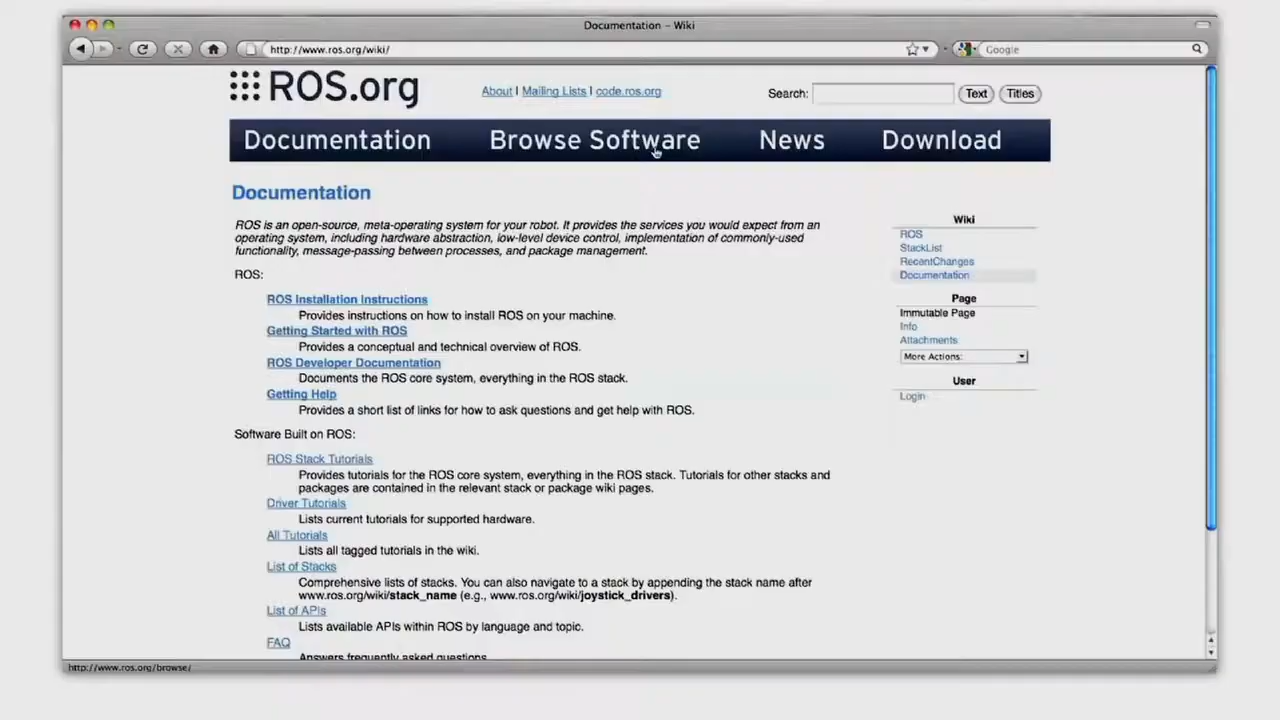 Documentation – Wiki
http://www.ros.org/wiki/
Google
ROS.org
About | Mailing Lists | code.ros.org
Search:
Text
Titles
Documentation
Browse Software
News
Download
Documentation
ROS is an open-source, meta-operating system for your robot. It provides the services you would expect from an
operating system, including hardware abstraction, low-level device control, implementation of commonly-used
functionality, message-passing between processes, and package management.
ROS:
ROS Installation Instructions
Provides instructions on how to install ROS on your machine.
Getting Started with ROS
Provides a conceptual and technical overview of ROS.
ROS Developer Documentation
Documents the ROS core system, everything in the ROS stack.
Getting Help
Provides a short list of links for how to ask questions and get help with ROS.
Software Built on ROS:
ROS Stack Tutorials
Provides tutorials for the ROS core system, everything in the ROS stack. Tutorials for other stacks and
packages are contained in the relevant stack or package wiki pages.
Driver Tutorials
Lists current tutorials for supported hardware.
All Tutorials
Lists all tagged tutorials in the wiki.
List of Stacks
Comprehensive lists of stacks. You can also navigate to a stack by appending the stack name after
www.ros.org/wiki/stack_name (e.g., www.ros.org/wiki/joystick_drivers).
List of APIs
Lists available APIs within ROS by language and topic.
FAQ
Answers frequently asked questions
Wiki
ROS
StackList
RecentChanges
Documentation
Page
Immutable Page
Info
Attachments
More Actions:
User
Login
http://www.ros.org/browse/